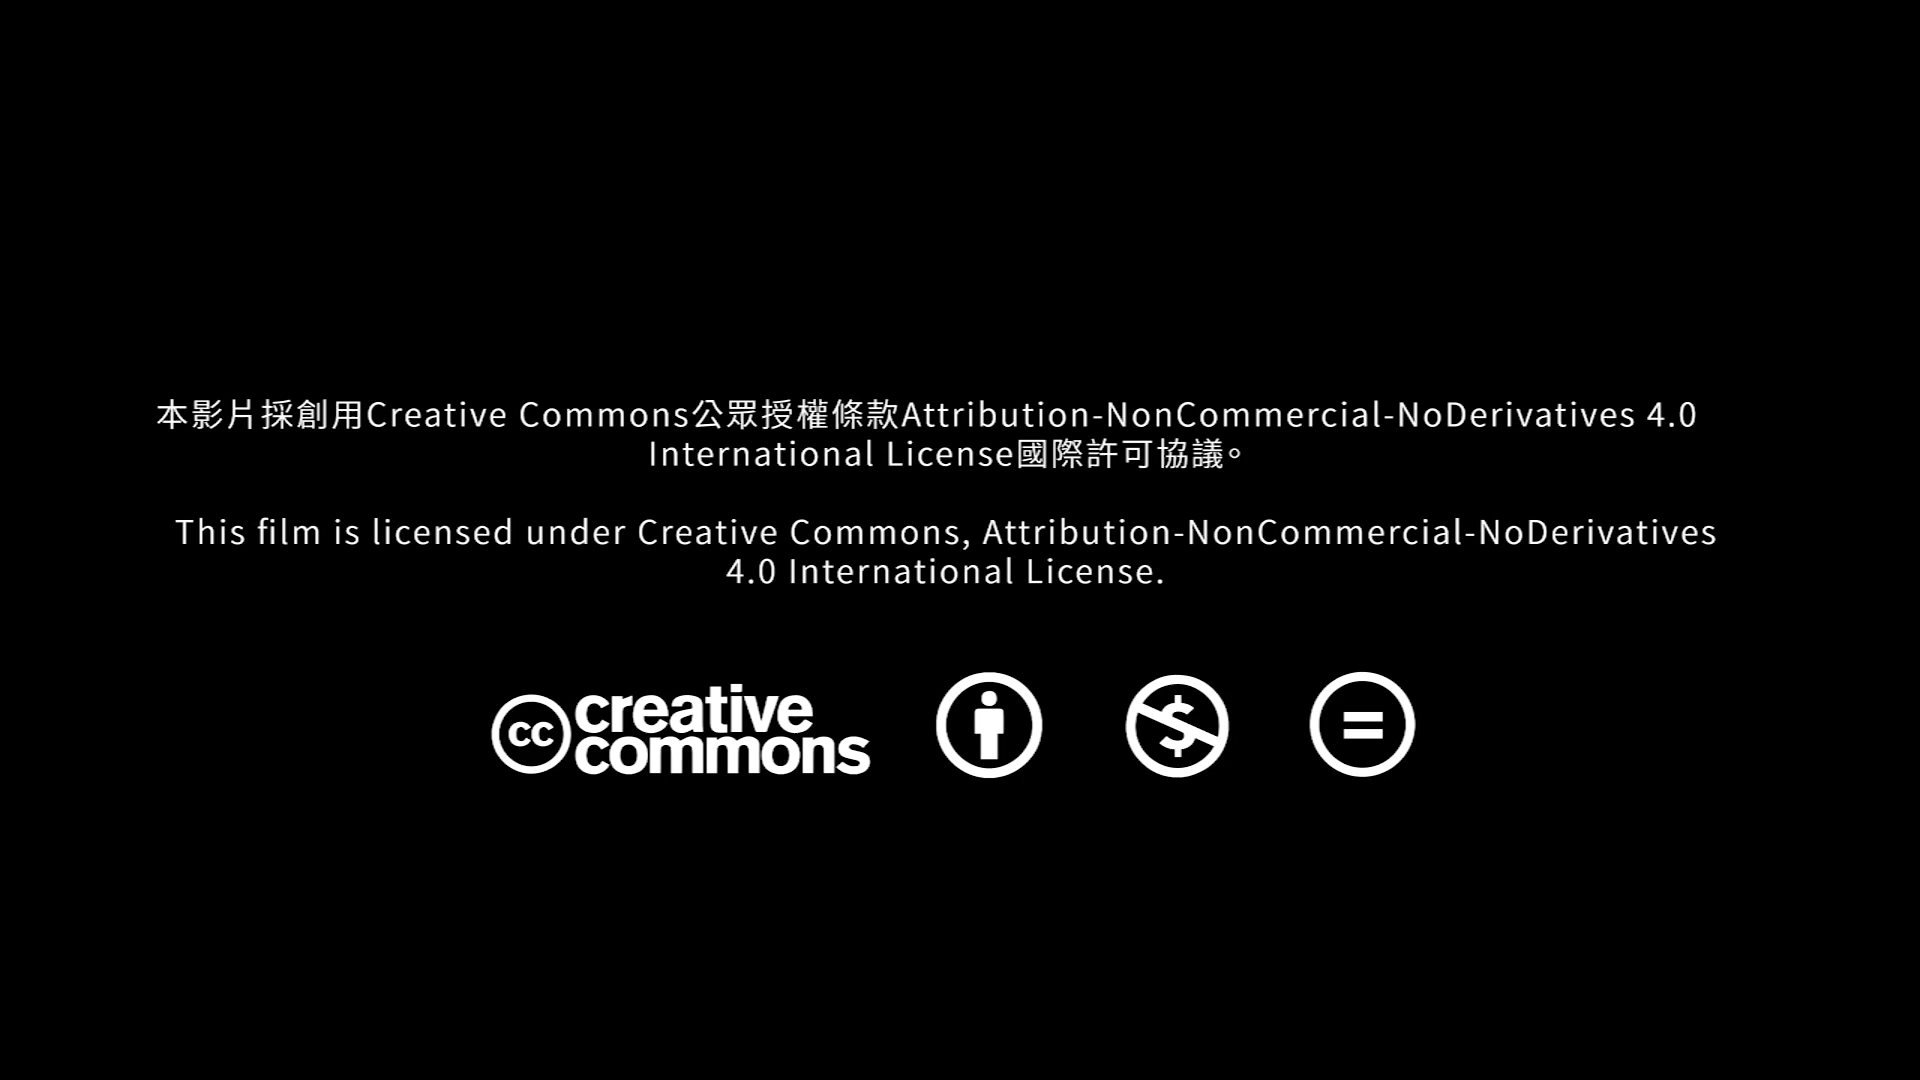 本影片採創用Creative Commons公眾授權條款Attribution-NonCommercial-NoDerivatives 4.0
International License國際許可協議。
This film is licensed under Creative Commons, Attribution-NonCommercial-NoDerivatives
4.0 International License.
cc creative
commons
$
=